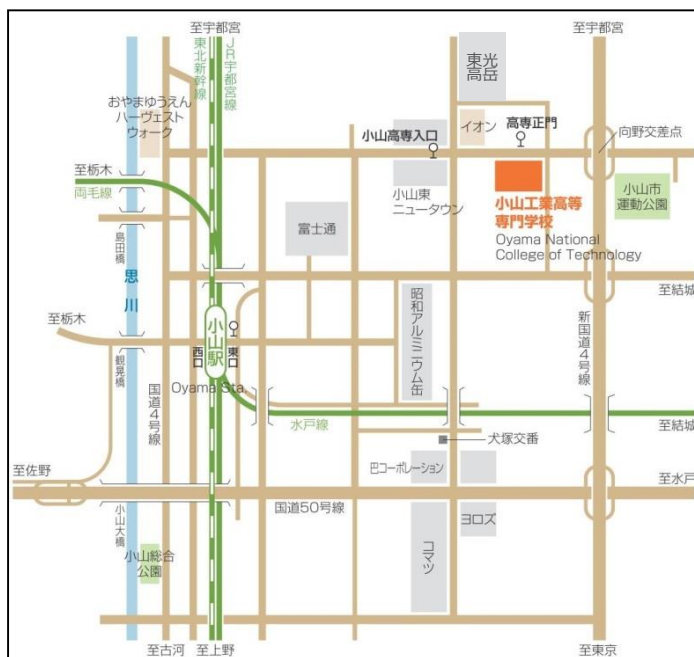 至宇都宮
至宇都宮
東北新幹線
JR宇都宮線
東光
高岳
おやまゆうえん
ハーヴェスト
ウォーク
小山高専入口
イオン
高専正門
向野交差点
至栃木
両毛線
小山東
ニュータウン
小山工業高等
専門学校
Oyama National
College of Technology
小山市
運動公園
富士通
島田橋
思川
至結城
昭和アルミニウム缶
新国道4号線
至栃木
小山駅
西口
東口
Oyama Sta.
観晃橋
国道4号線
水戸線
犬塚交番
至結城
至佐野
巴コーポレーション
至水戸
国道50号線
小山大橋
ヨロズ
コマツ
小山総合
公園
至古河
至上野
至東京